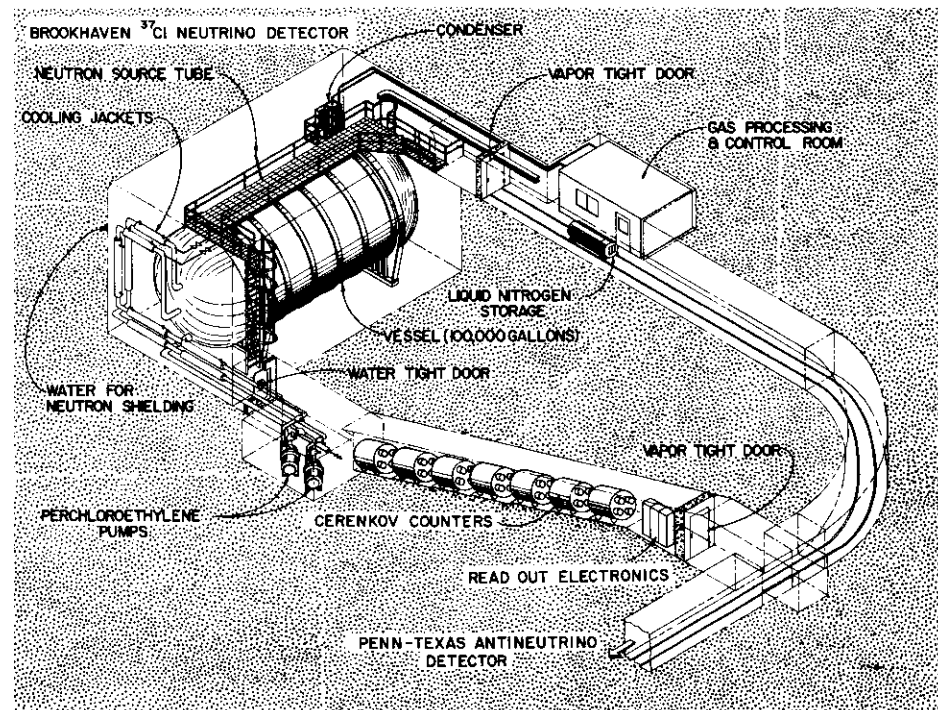 BROOKHAVEN ³⁷Cl NEUTRINO DETECTOR
CONDENSER
NEUTRON SOURCE TUBE
VAPOR TIGHT DOOR
COOLING JACKETS
GAS PROCESSING
& CONTROL ROOM
LIQUID NITROGEN
STORAGE
VESSEL (100,000 GALLONS)
WATER TIGHT DOOR
WATER FOR
NEUTRON SHIELDING
VAPOR TIGHT DOOR
PERCHLOROETHYLENE
PUMPS
CERENKOV COUNTERS
READ OUT ELECTRONICS
PENN-TEXAS ANTINEUTRINO
DETECTOR